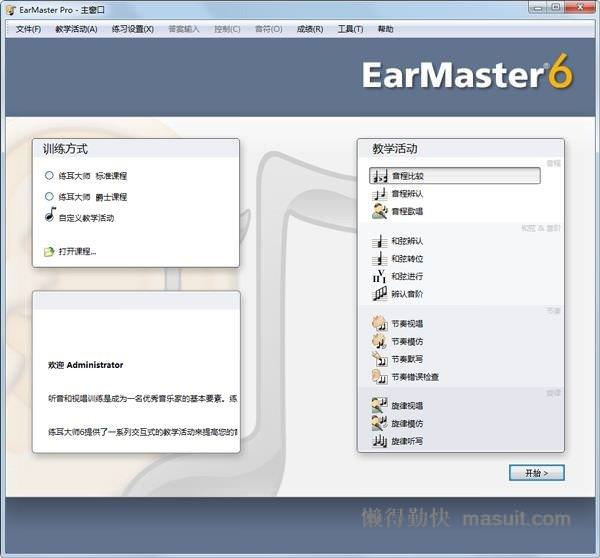 EarMaster Pro - 主窗口
文件(F) 教学活动(A) 练习设置(X) 答案输入 控制(C) 音符(O) 成绩(R) 工具(T) 帮助
EarMaster® 6
训练方式
练耳大师 标准课程
练耳大师 爵士课程
自定义教学活动
打开课程...
欢迎 Administrator
听音和视唱训练是成为一名优秀音乐家的基本要素。练
练耳大师6提供了一系列交互式的教学活动来提高您的
教学活动
音程
音程比较
音程辨认
音程歌唱
和弦 & 音阶
和弦辨认
和弦转位
和弦进行
辨认音阶
节奏
节奏视唱
节奏模仿
节奏默写
节奏错误检查
旋律
旋律视唱
旋律模仿
旋律听写
开始 >
懒得勤快 masuit.com